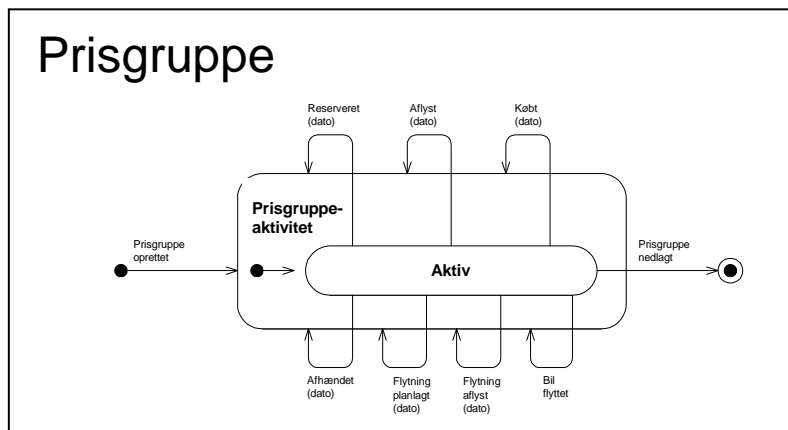 Prisgruppe
Reserveret
(dato)
Aflyst
(dato)
Købt
(dato)
Prisgruppe-
aktivitet
Prisgruppe
oprettet
Aktiv
Prisgruppe
nedlagt
Afhændet
(dato)
Flytning
planlagt
(dato)
Flytning
aflyst
(dato)
Bil
flyttet